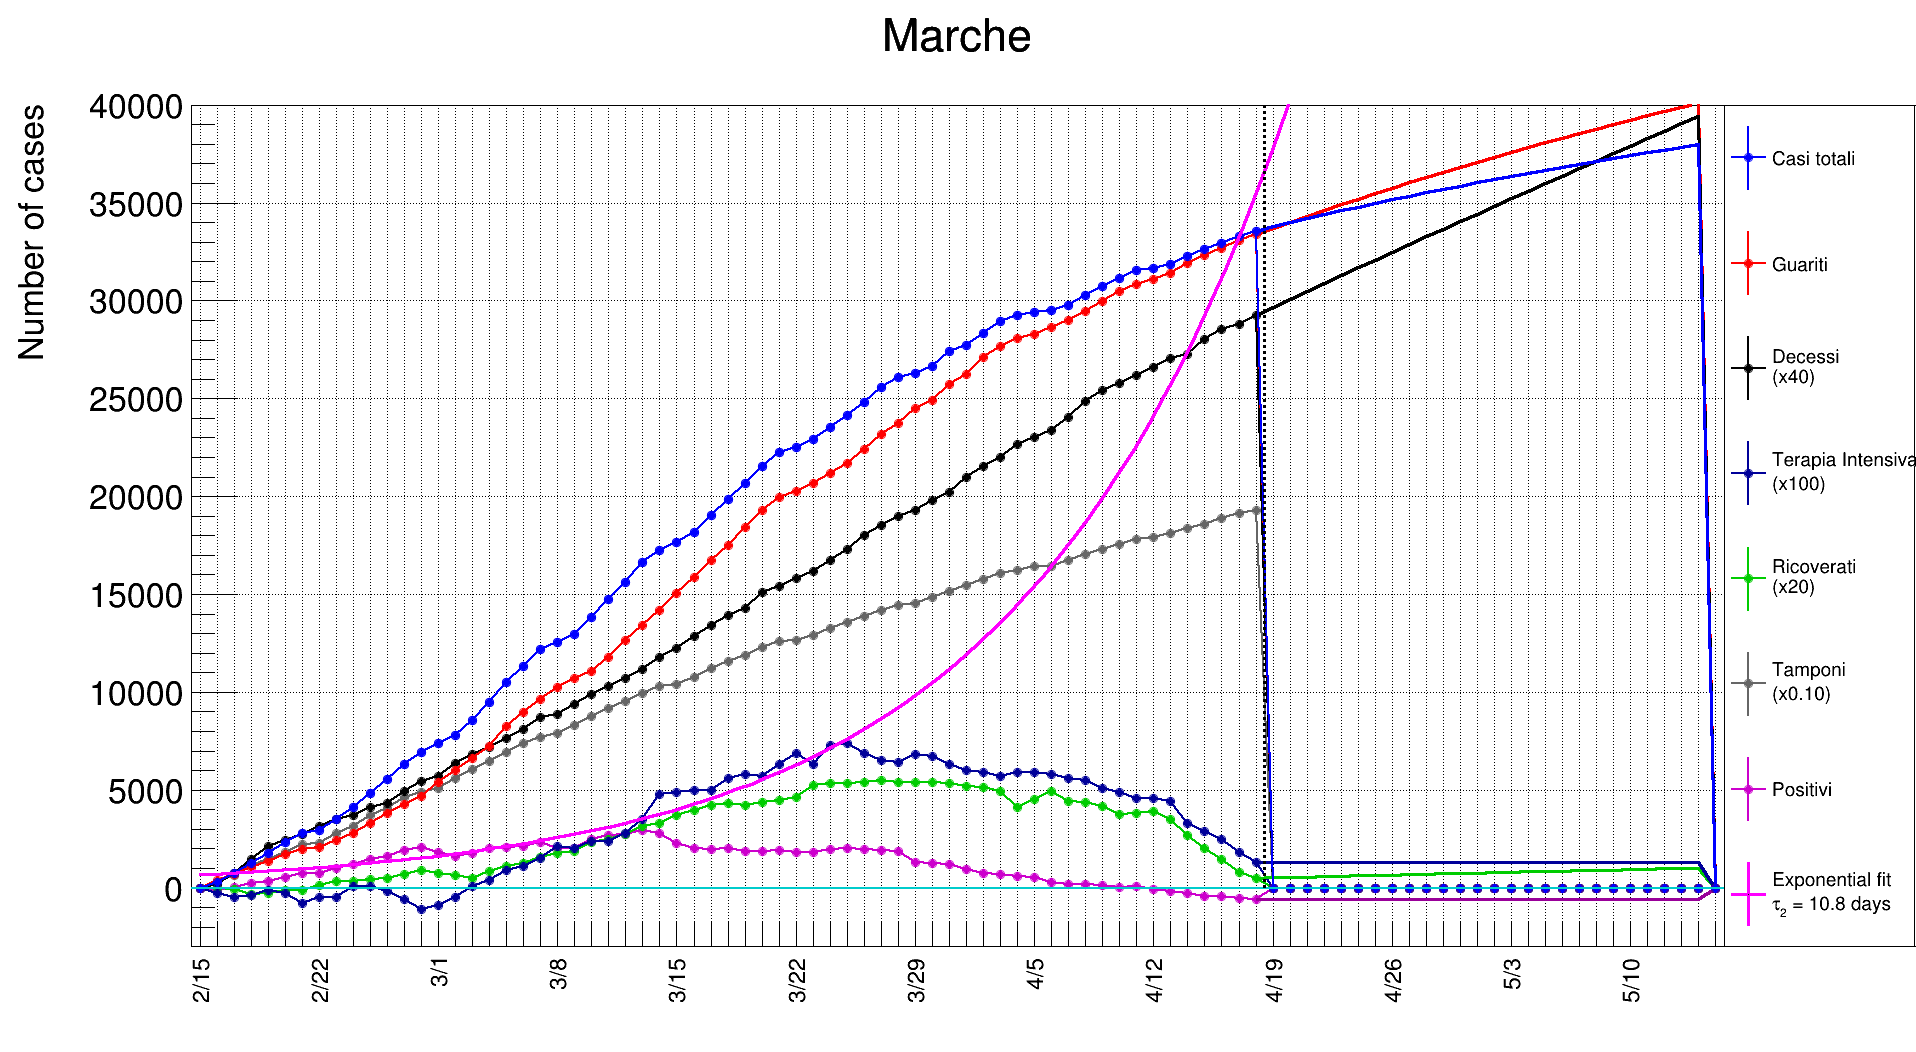 Marche
Number of cases
40000
35000
30000
25000
20000
15000
10000
5000
0
2/15
2/22
3/1
3/8
3/15
3/22
3/29
4/5
4/12
4/19
4/26
5/3
5/10
Casi totali
Guariti
Decessi
(x40)
Terapia Intensiva
(x100)
Ricoverati
(x20)
Tamponi
(x0.10)
Positivi
Exponential fit
τ2 = 10.8 days